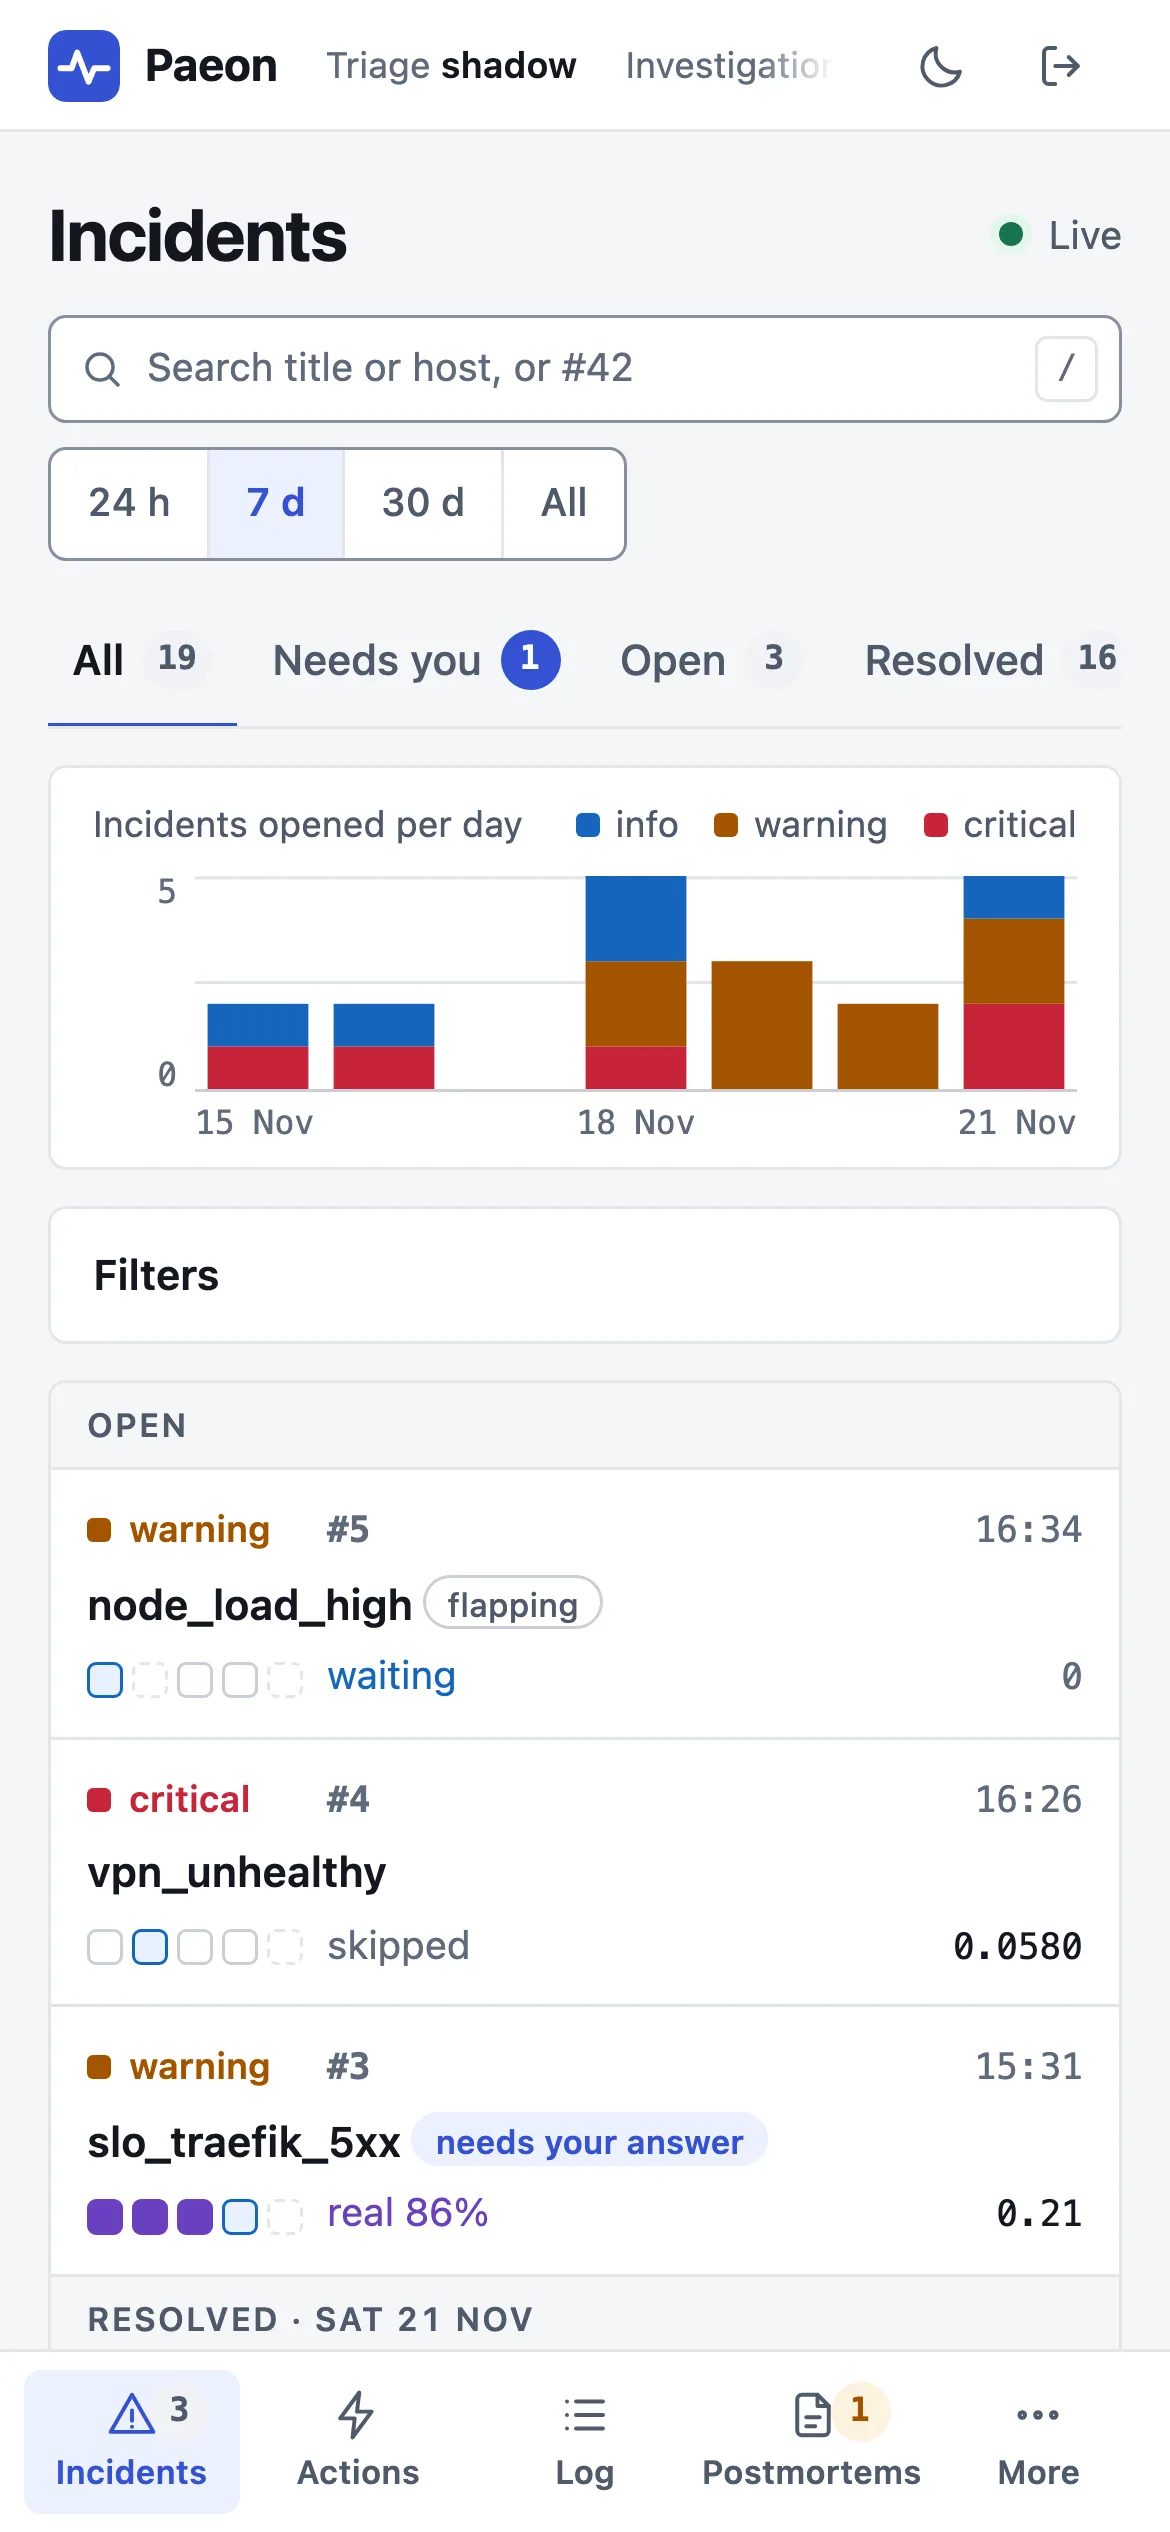 Paeon Triage shadow Investigation
Incidents
Live
Search title or host, or #42 /
24 h 7 d 30 d All
All 19 Needs you 1 Open 3 Resolved 16
Incidents opened per day info warning critical
5
0
15 Nov 18 Nov 21 Nov
Filters
OPEN
warning #5 16:34
node_load_high flapping
waiting 0
critical #4 16:26
vpn_unhealthy
skipped 0.0580
warning #3 15:31
slo_traefik_5xx needs your answer
real 86% 0.21
RESOLVED · SAT 21 NOV
3 1
Incidents Actions Log Postmortems More